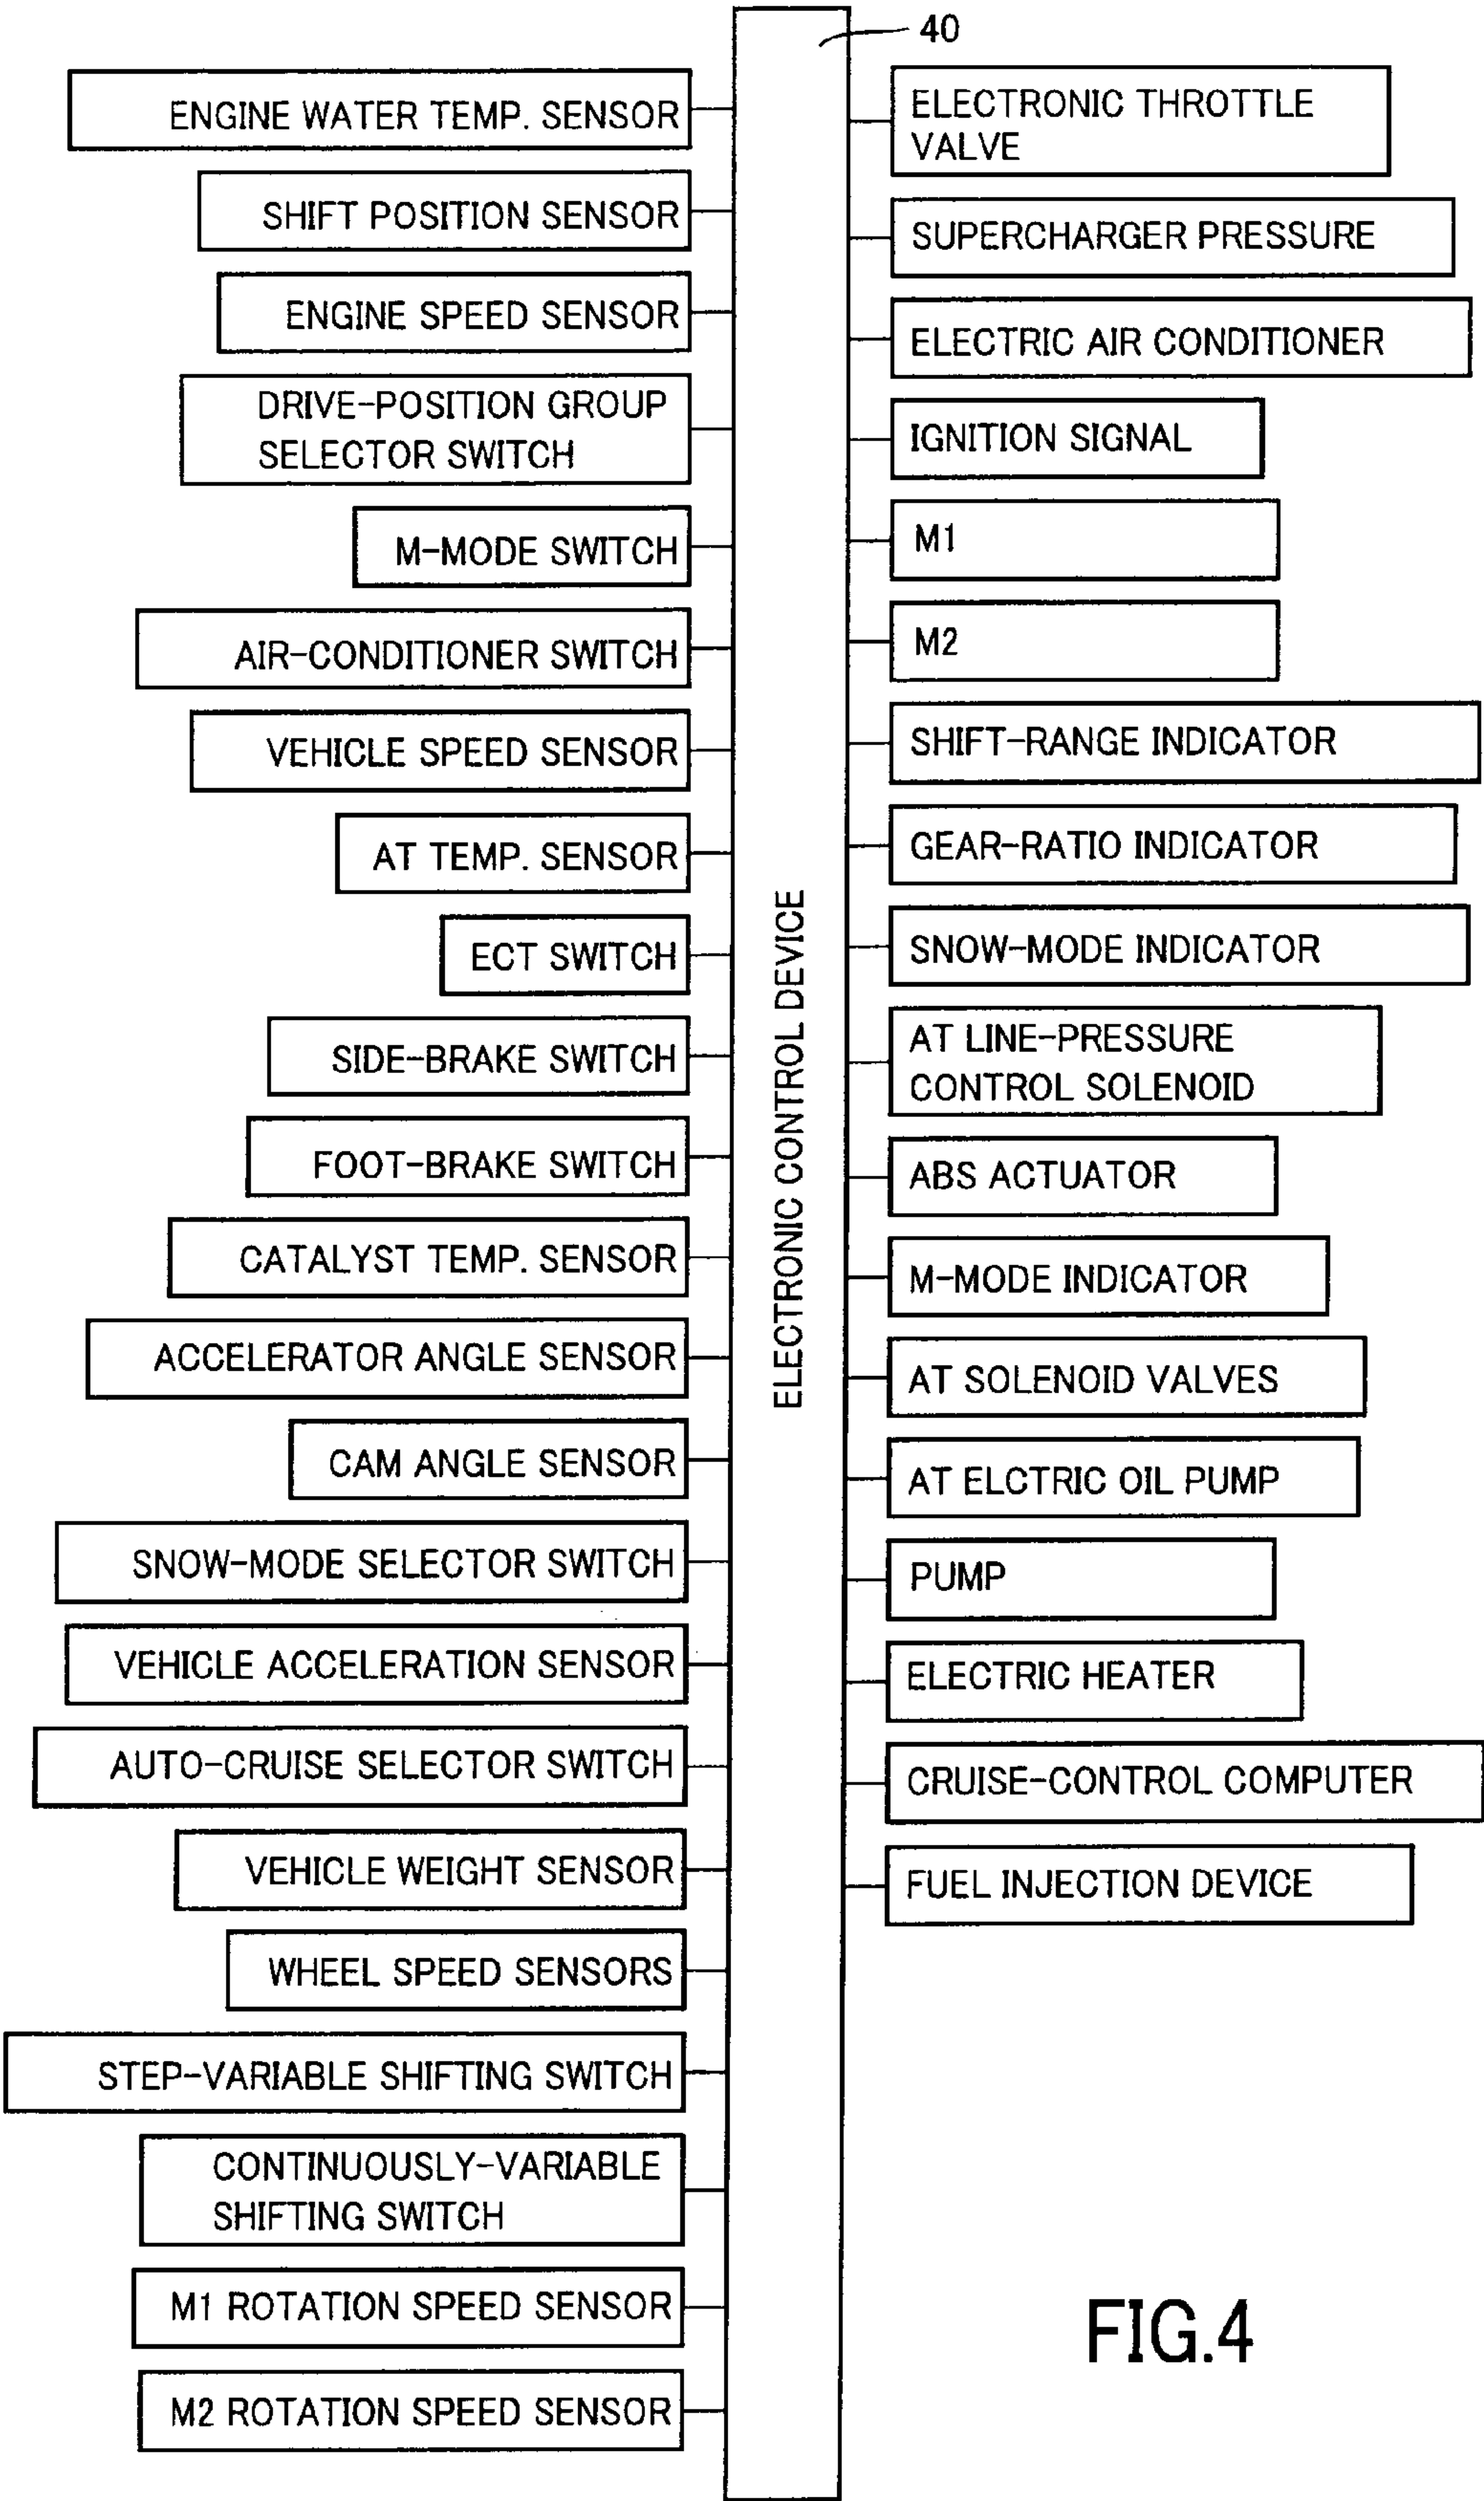 40
ENGINE WATER TEMP. SENSOR
SHIFT POSITION SENSOR
ENGINE SPEED SENSOR
DRIVE-POSITION GROUP
SELECTOR SWITCH
M-MODE SWITCH
AIR-CONDITIONER SWITCH
VEHICLE SPEED SENSOR
AT TEMP. SENSOR
ECT SWITCH
SIDE-BRAKE SWITCH
FOOT-BRAKE SWITCH
CATALYST TEMP. SENSOR
ACCELERATOR ANGLE SENSOR
CAM ANGLE SENSOR
SNOW-MODE SELECTOR SWITCH
VEHICLE ACCELERATION SENSOR
AUTO-CRUISE SELECTOR SWITCH
VEHICLE WEIGHT SENSOR
WHEEL SPEED SENSORS
STEP-VARIABLE SHIFTING SWITCH
CONTINUOUSLY-VARIABLE
SHIFTING SWITCH
M1 ROTATION SPEED SENSOR
M2 ROTATION SPEED SENSOR
ELECTRONIC CONTROL DEVICE
ELECTRONIC THROTTLE
VALVE
SUPERCHARGER PRESSURE
ELECTRIC AIR CONDITIONER
IGNITION SIGNAL
M1
M2
SHIFT-RANGE INDICATOR
GEAR-RATIO INDICATOR
SNOW-MODE INDICATOR
AT LINE-PRESSURE
CONTROL SOLENOID
ABS ACTUATOR
M-MODE INDICATOR
AT SOLENOID VALVES
AT ELCTRIC OIL PUMP
PUMP
ELECTRIC HEATER
CRUISE-CONTROL COMPUTER
FUEL INJECTION DEVICE
FIG.4